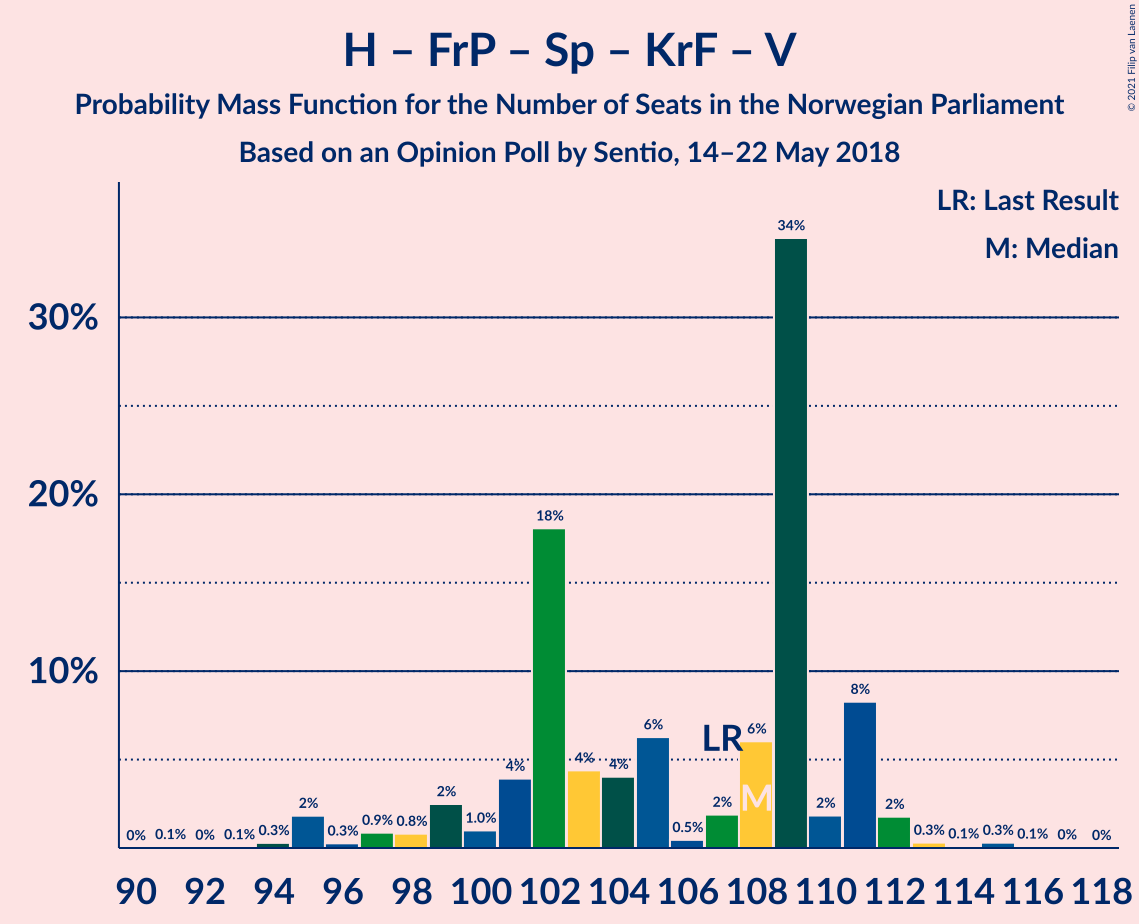 H – FrP – Sp – KrF – V
Probability Mass Function for the Number of Seats in the Norwegian Parliament
Based on an Opinion Poll by Sentio, 14–22 May 2018
© 2021 Filip van Laenen
LR: Last Result
M: Median
30%
20%
10%
0% 0.1% 0% 0.1% 0.3% 2% 0.3% 0.9% 0.8% 2% 1.0% 4% 18% 4% 4% 6% 0.5% 2% 6% 34% 2% 8% 2% 0.3% 0.1% 0.3% 0.1% 0% 0%
LR
M
90 92 94 96 98 100 102 104 106 108 110 112 114 116 118